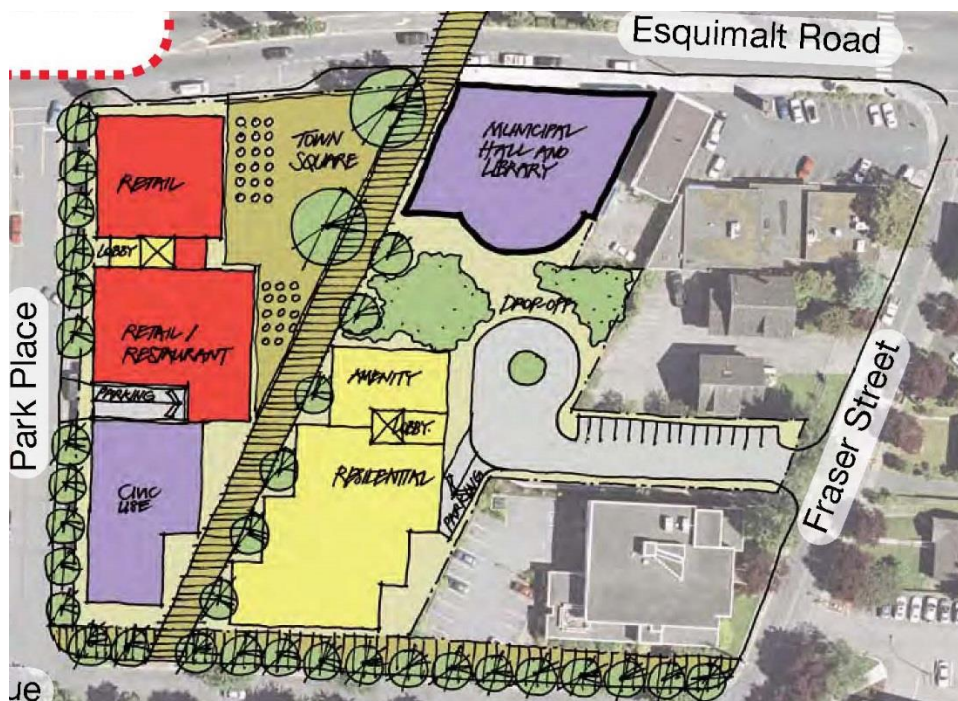 Esquimalt Road
MUNICIPAL
HALL AND
LIBRARY
TOWN
SQUARE
RETAIL
LOBBY
DROP-OFF
RETAIL /
RESTAURANT
AMENITY
PARKING
LOBBY.
RESIDENTIAL
PARKING
CIVIC
USE
Park Place
Fraser Street
ue